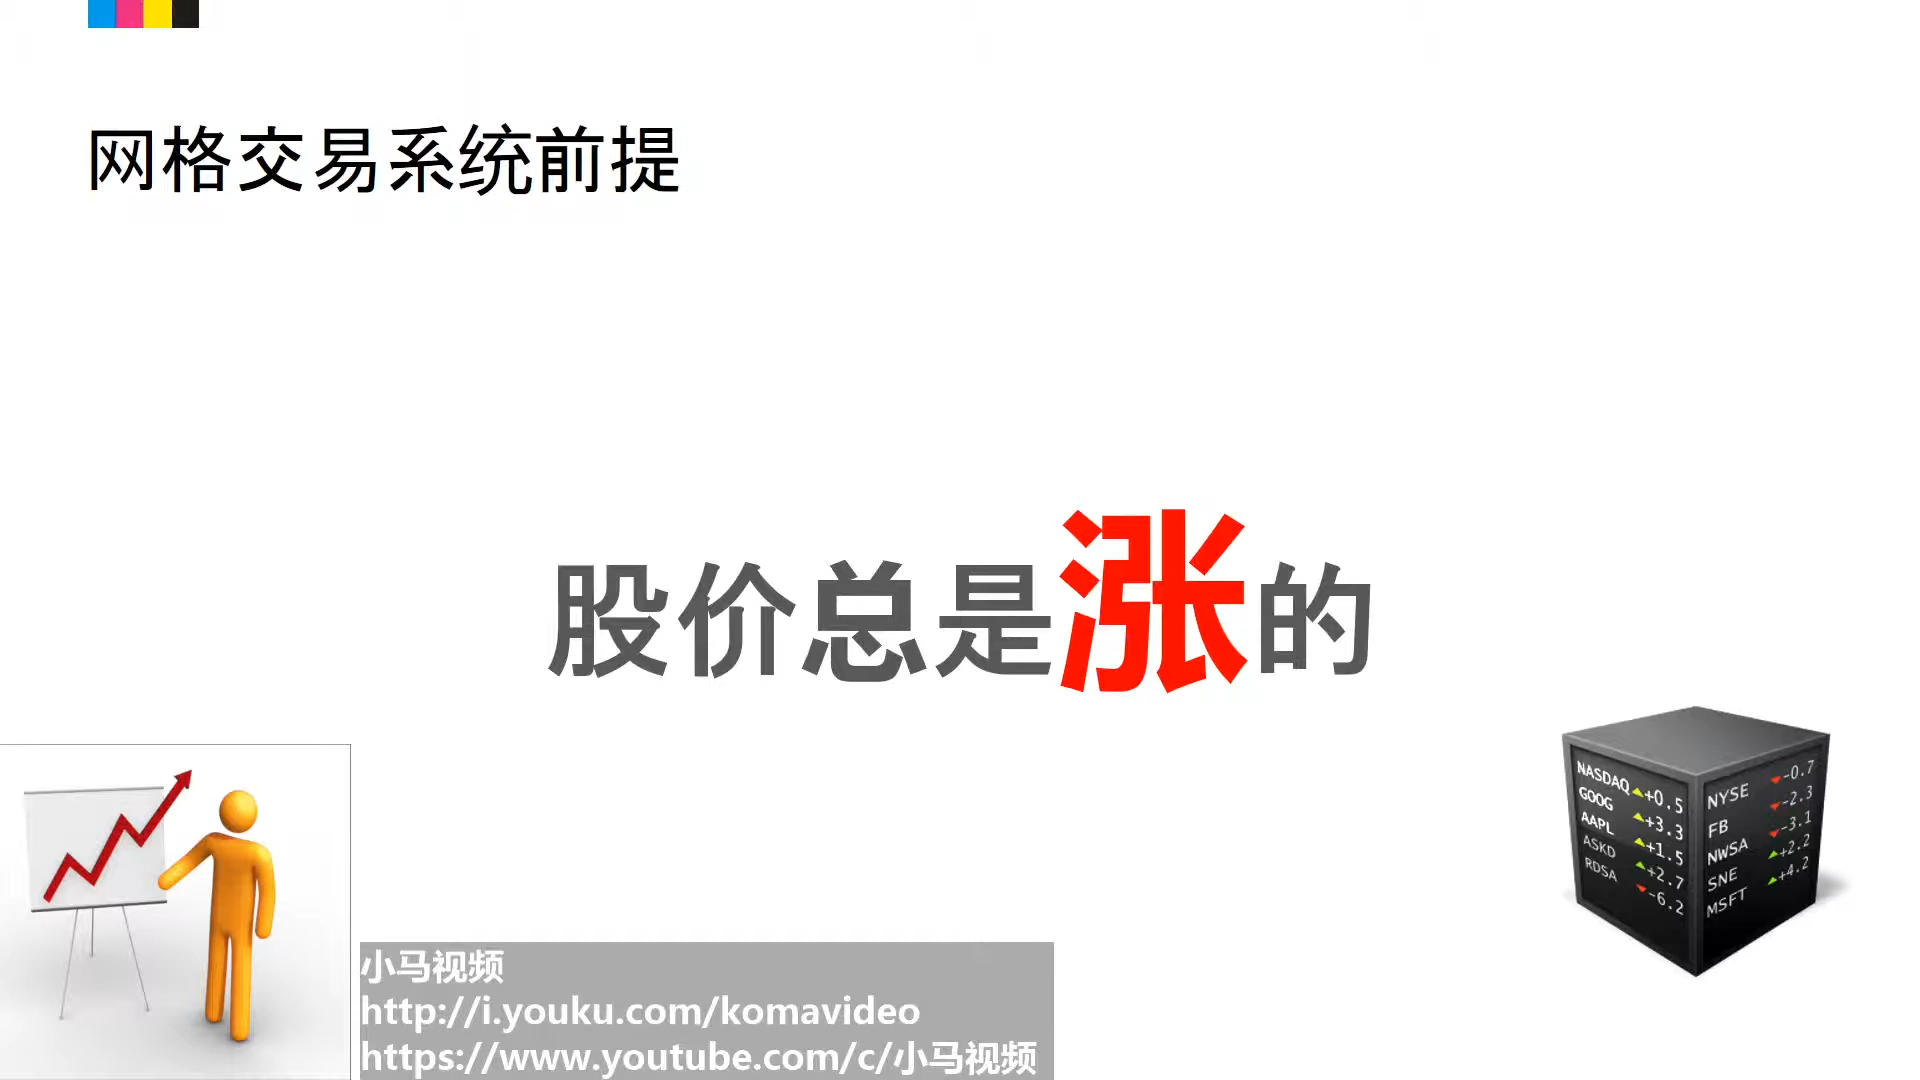 网格交易系统前提
股价总是涨的
NASDAQ +0.5
GOOG +3.3
AAPL +1.5
ASKD +2.7
RDSA -6.2
NYSE -0.7
FB -2.3
NWSA -3.1
SNE +2.2
MSFT +4.2
小马视频
http://i.youku.com/komavideo
https://www.youtube.com/c/小马视频